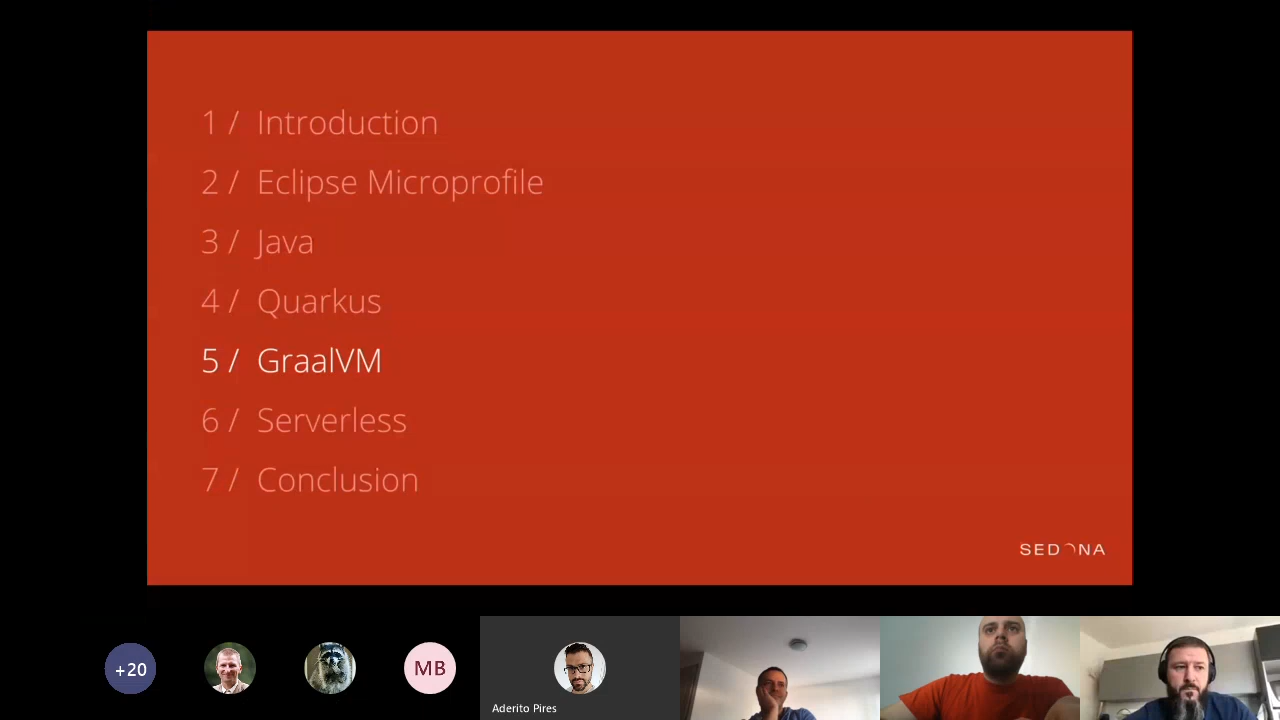 1 / Introduction
2 / Eclipse Microprofile
3 / Java
4 / Quarkus
5 / GraalVM
6 / Serverless
7 / Conclusion
SEDONA
+20
MB
Aderito Pires